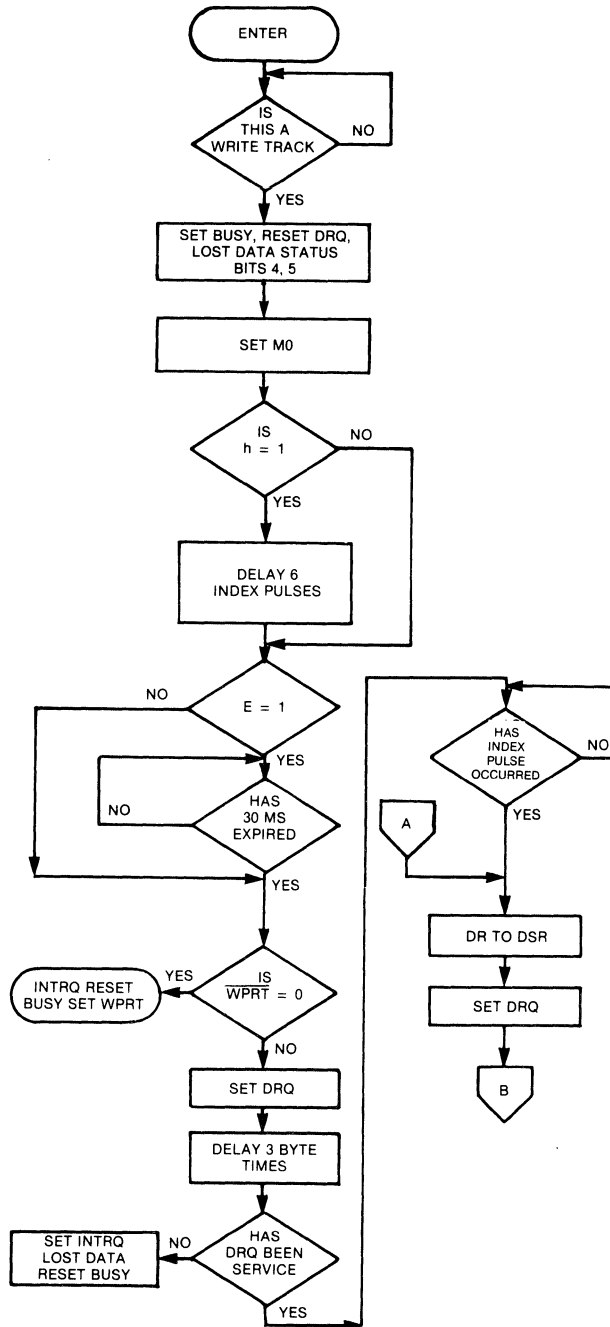 ENTER
IS
THIS A
WRITE TRACK
NO
YES
SET BUSY, RESET DRQ,
LOST DATA STATUS
BITS 4, 5
SET M0
IS
h = 1
NO
YES
DELAY 6
INDEX PULSES
NO
E = 1
YES
NO
HAS
30 MS
EXPIRED
YES
INTRQ RESET
BUSY SET WPRT
YES
IS
WPRT = 0
NO
SET DRQ
DELAY 3 BYTE
TIMES
SET INTRQ
LOST DATA
RESET BUSY
NO
HAS
DRQ BEEN
SERVICE
YES
HAS
INDEX
PULSE
OCCURRED
NO
YES
A
DR TO DSR
SET DRQ
B